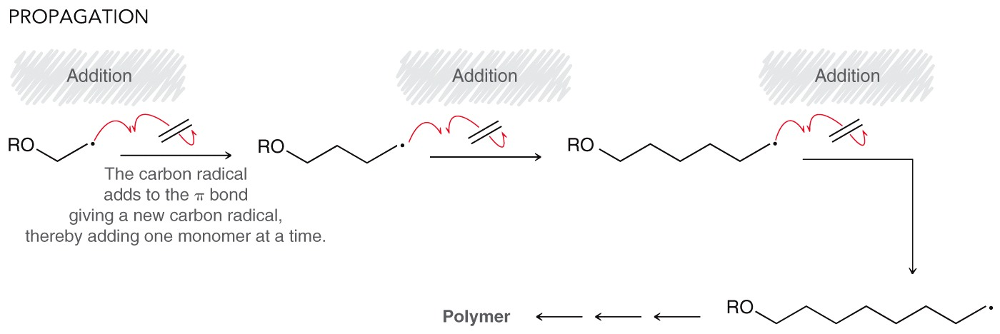 PROPAGATION
Addition
Addition
Addition
RO
RO
RO
The carbon radical
adds to the π bond
giving a new carbon radical,
thereby adding one monomer at a time.
RO
Polymer